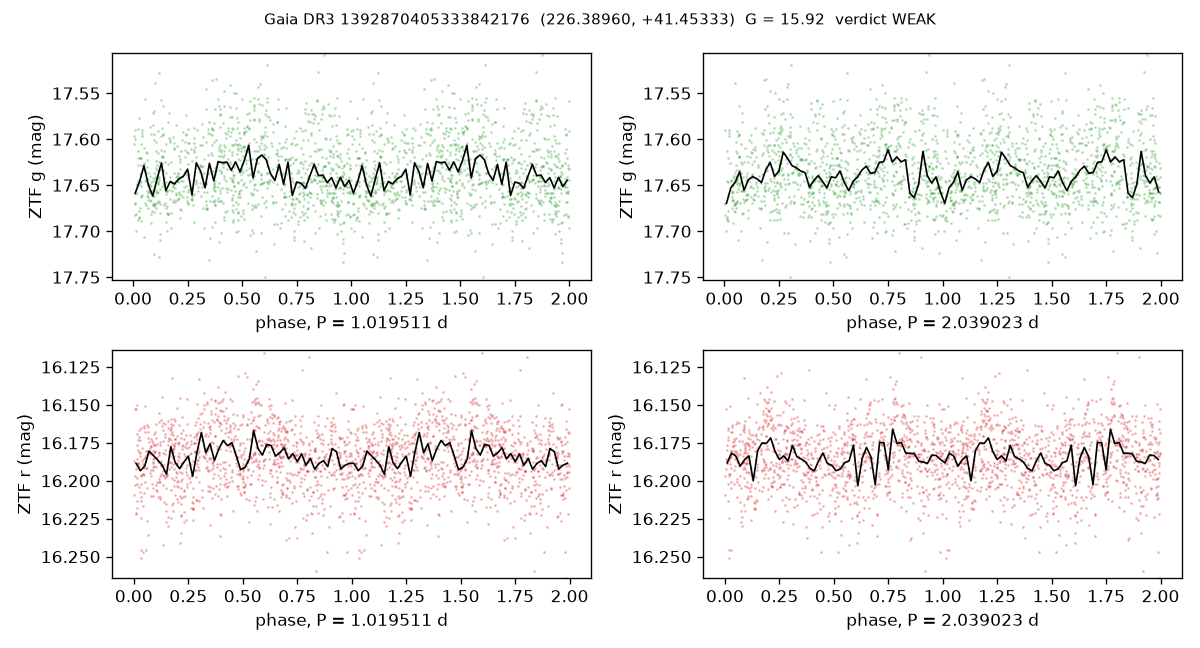 Gaia DR3 1392870405333842176 (226.38960, +41.45333) G = 15.92 verdict WEAK
ZTF g (mag)
17.55
17.60
17.65
17.70
17.75
0.00 0.25 0.50 0.75 1.00 1.25 1.50 1.75 2.00
phase, P = 1.019511 d
ZTF g (mag)
17.55
17.60
17.65
17.70
17.75
0.00 0.25 0.50 0.75 1.00 1.25 1.50 1.75 2.00
phase, P = 2.039023 d
ZTF r (mag)
16.125
16.150
16.175
16.200
16.225
16.250
0.00 0.25 0.50 0.75 1.00 1.25 1.50 1.75 2.00
phase, P = 1.019511 d
ZTF r (mag)
16.125
16.150
16.175
16.200
16.225
16.250
0.00 0.25 0.50 0.75 1.00 1.25 1.50 1.75 2.00
phase, P = 2.039023 d